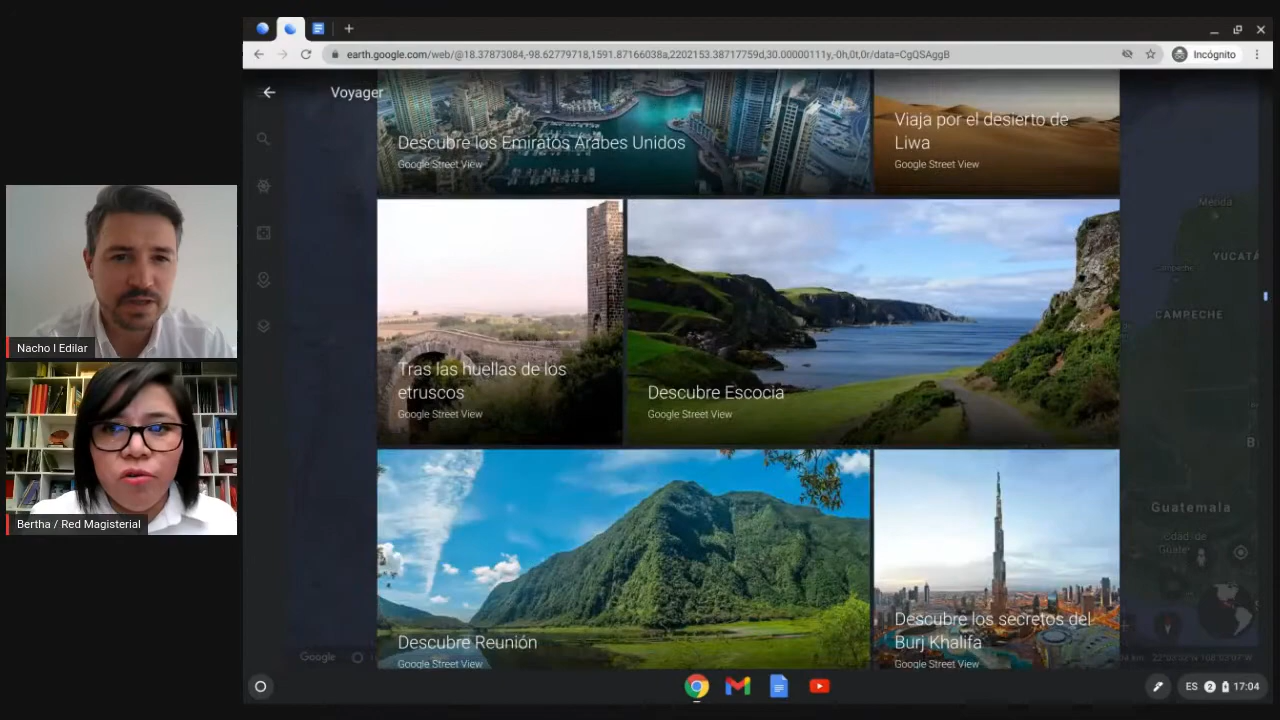 earth.google.com/web/@18.37873084,-98.62779718,1591.87166038a,2202153.38717759d,30.00000111y,-0h,0t,0r/data=CgQSAggB
Incógnito
Voyager
Descubre los Emiratos Árabes Unidos
Google Street View
Viaja por el desierto de
Liwa
Google Street View
Mérida
YUCATÁ
Campeche
CAMPECHE
Nacho I Edilar
Tras las huellas de los
etruscos
Google Street View
Descubre Escocia
Google Street View
Bertha / Red Magisterial
Guatemala
Descubre Reunión
Google Street View
Descubre los secretos del
Burj Khalifa
Google Street View
Google
ES 2 17:04